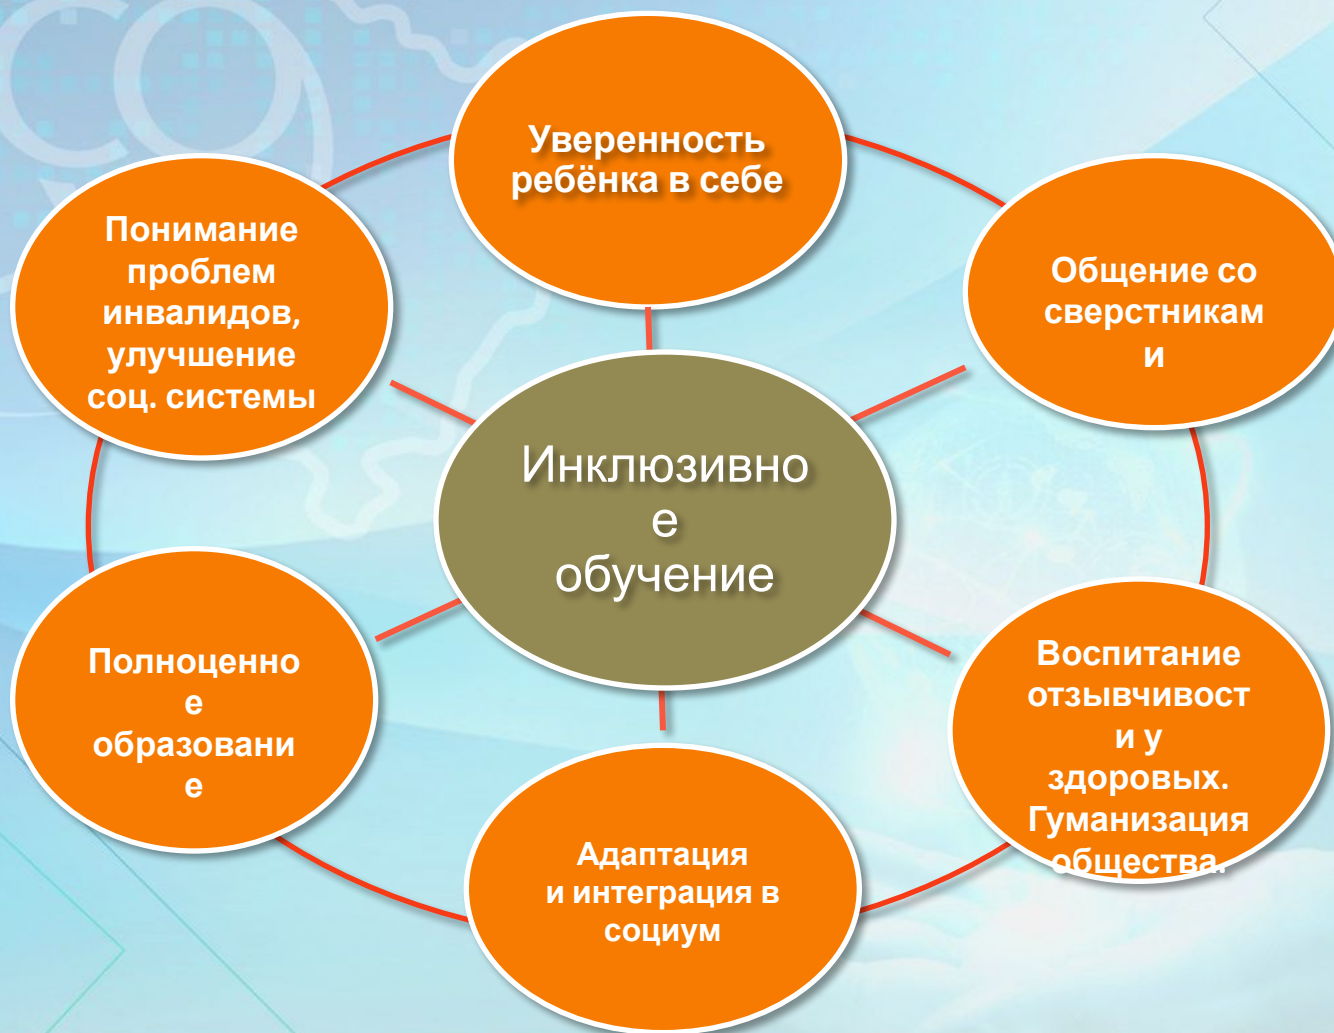 Уверенность
ребёнка в себе
Общение со
сверстникам
и
Воспитание
отзывчивост
и у
здоровых.
Гуманизация
общества.
Адаптация
и интеграция в
социум
Полноценно
е
образовани
е
Понимание
проблем
инвалидов,
улучшение
соц. системы
Инклюзивно
е
обучение